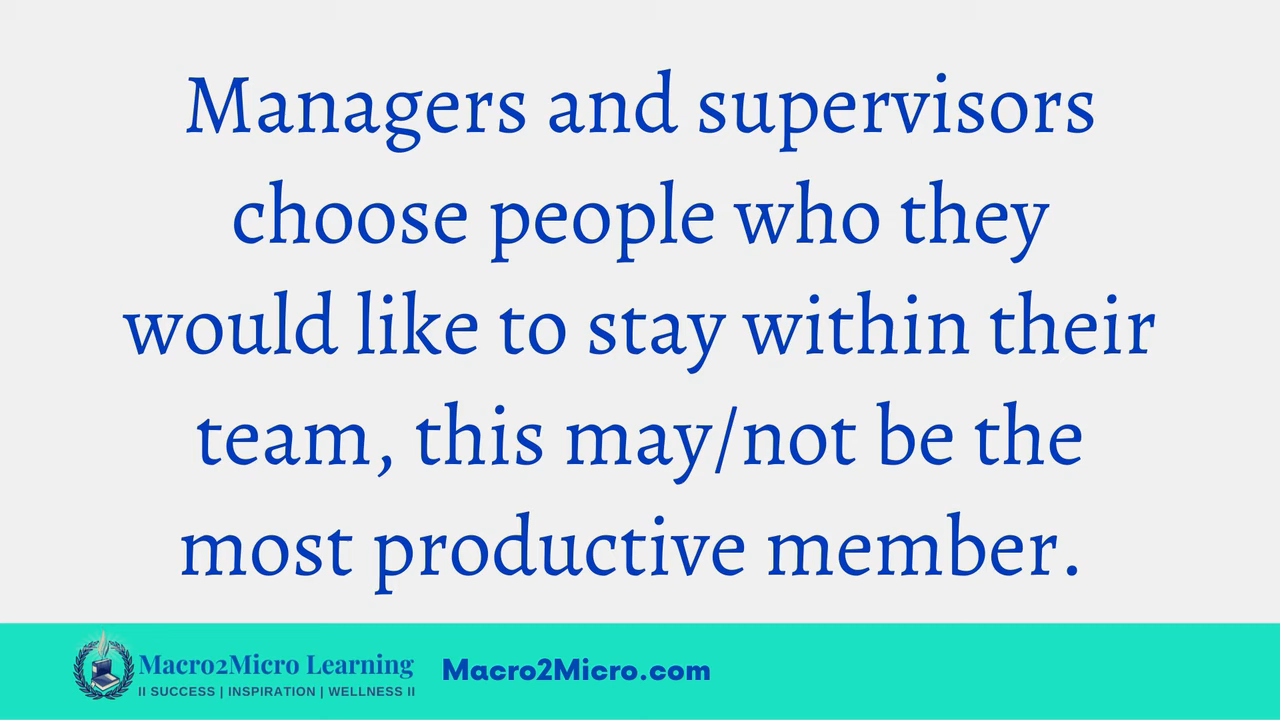 Managers and supervisors
choose people who they
would like to stay within their
team, this may/not be the
most productive member.
Macro2Micro Learning
II SUCCESS | INSPIRATION | WELLNESS II
Macro2Micro.com